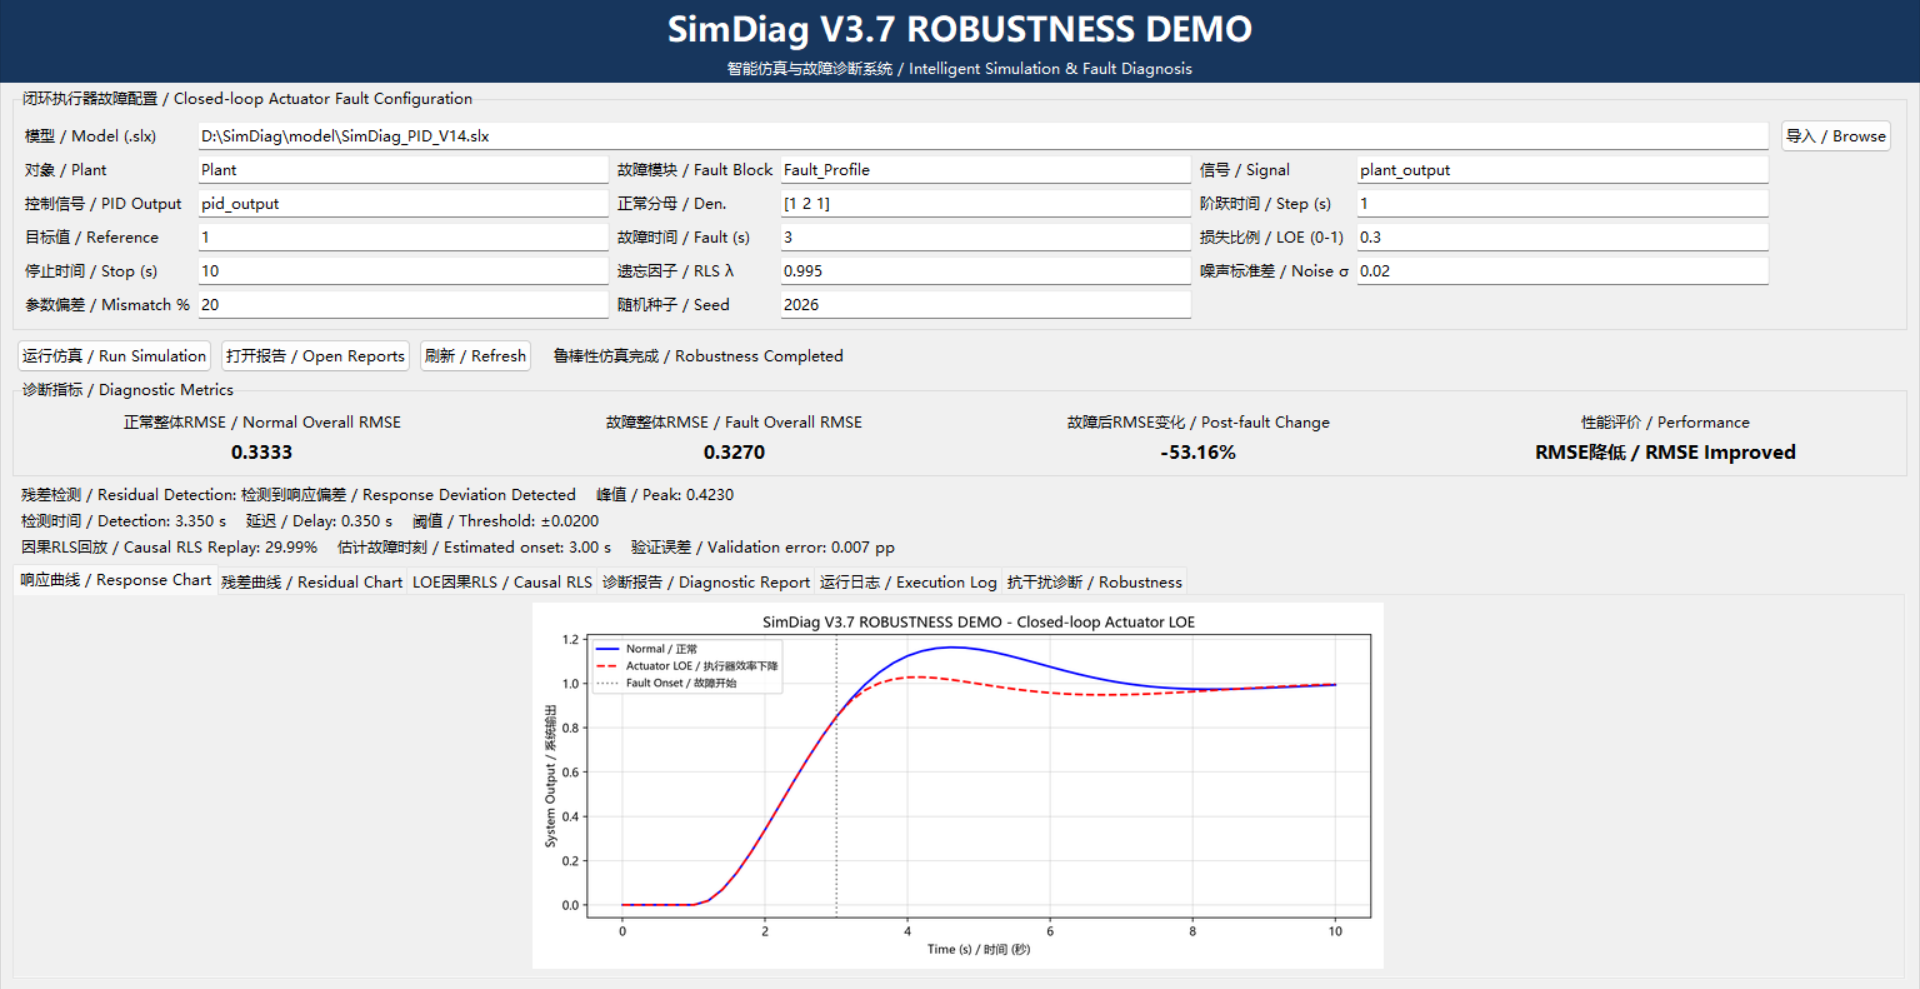 SimDiag V3.7 ROBUSTNESS DEMO
智能仿真与故障诊断系统 / Intelligent Simulation & Fault Diagnosis
闭环执行器故障配置 / Closed-loop Actuator Fault Configuration
模型 / Model (.slx) D:\SimDiag\model\SimDiag_PID_V14.slx 导入 / Browse
对象 / Plant Plant 故障模块 / Fault Block Fault_Profile 信号 / Signal plant_output
控制信号 / PID Output pid_output 正常分母 / Den. [1 2 1] 阶跃时间 / Step (s) 1
目标值 / Reference 1 故障时间 / Fault (s) 3 损失比例 / LOE (0-1) 0.3
停止时间 / Stop (s) 10 遗忘因子 / RLS λ 0.995 噪声标准差 / Noise σ 0.02
参数偏差 / Mismatch % 20 随机种子 / Seed 2026
运行仿真 / Run Simulation 打开报告 / Open Reports 刷新 / Refresh 鲁棒性仿真完成 / Robustness Completed
诊断指标 / Diagnostic Metrics
正常整体RMSE / Normal Overall RMSE 故障整体RMSE / Fault Overall RMSE 故障后RMSE变化 / Post-fault Change 性能评价 / Performance
0.3333 0.3270 -53.16% RMSE降低 / RMSE Improved
残差检测 / Residual Detection: 检测到响应偏差 / Response Deviation Detected 峰值 / Peak: 0.4230
检测时间 / Detection: 3.350 s 延迟 / Delay: 0.350 s 阈值 / Threshold: ±0.0200
因果RLS回放 / Causal RLS Replay: 29.99% 估计故障时刻 / Estimated onset: 3.00 s 验证误差 / Validation error: 0.007 pp
响应曲线 / Response Chart 残差曲线 / Residual Chart LOE因果RLS / Causal RLS 诊断报告 / Diagnostic Report 运行日志 / Execution Log 抗干扰诊断 / Robustness
SimDiag V3.7 ROBUSTNESS DEMO - Closed-loop Actuator LOE
Normal / 正常
Actuator LOE / 执行器效率下降
Fault Onset / 故障开始
System Output / 系统输出
1.2
1.0
0.8
0.6
0.4
0.2
0.0
0 2 4 6 8 10
Time (s) / 时间 (秒)